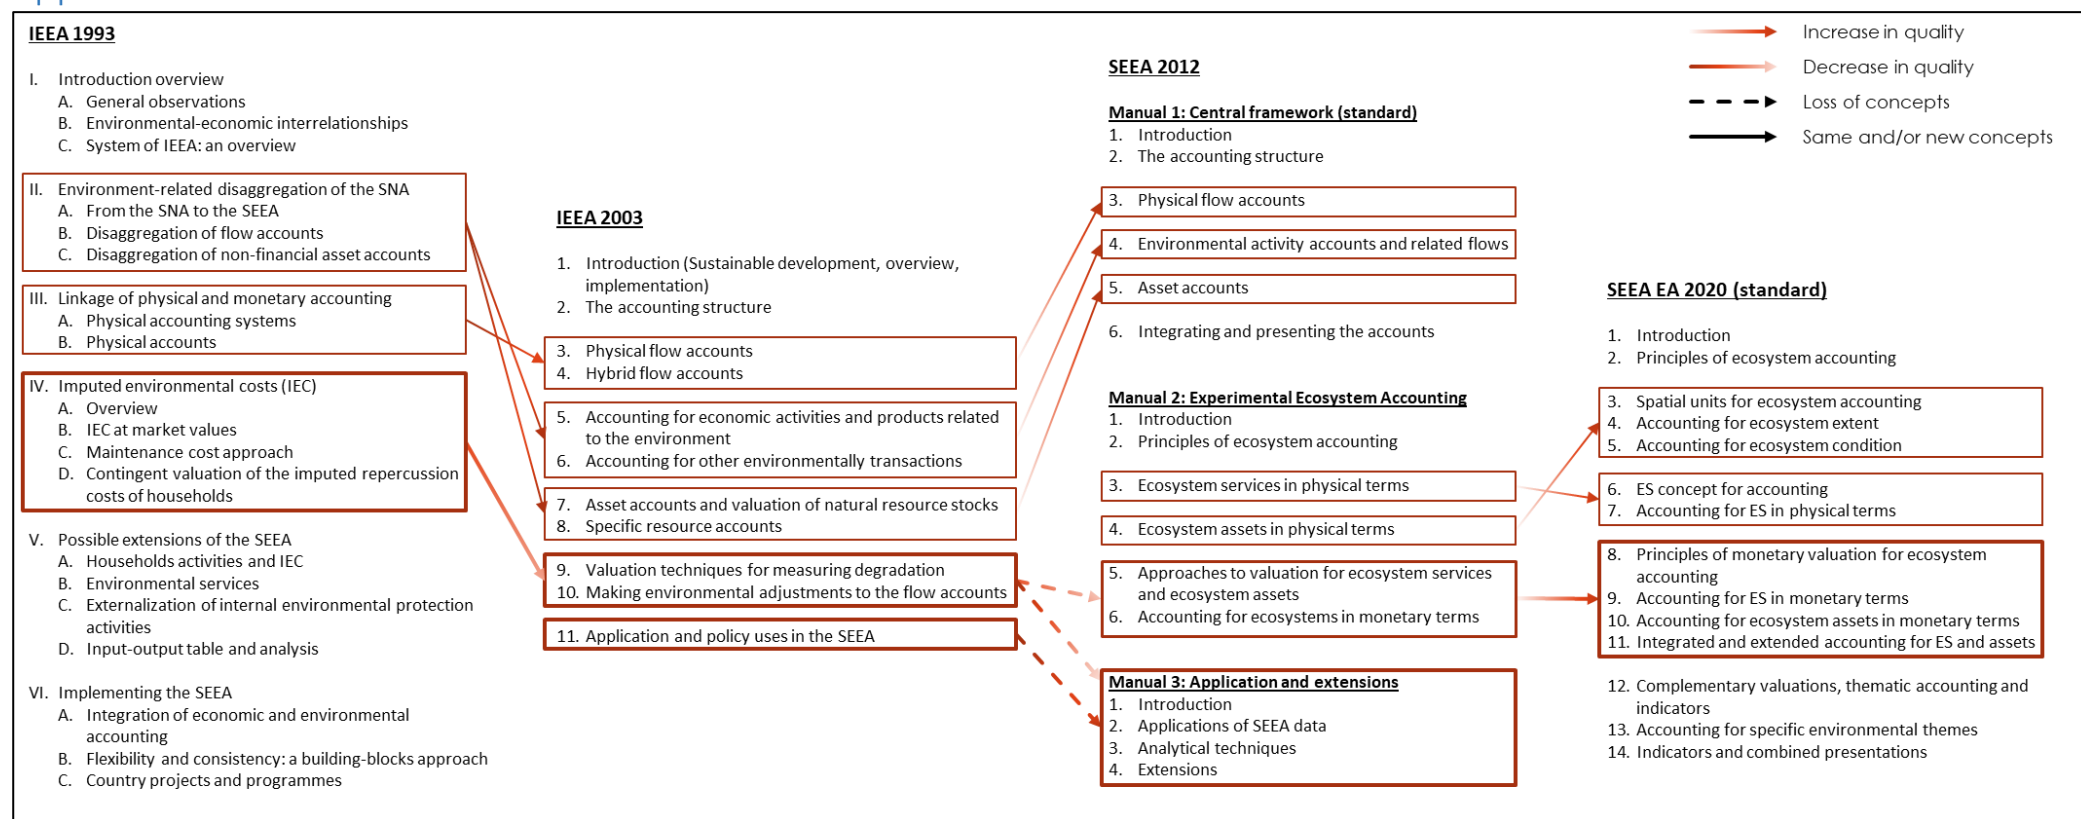 IEEA 1993
I. Introduction overview
A. General observations
B. Environmental-economic interrelationships
C. System of IEEA: an overview
II. Environment-related disaggregation of the SNA
A. From the SNA to the SEEA
B. Disaggregation of flow accounts
C. Disaggregation of non-financial asset accounts
III. Linkage of physical and monetary accounting
A. Physical accounting systems
B. Physical accounts
IV. Imputed environmental costs (IEC)
A. Overview
B. IEC at market values
C. Maintenance cost approach
D. Contingent valuation of the imputed repercussion
costs of households
V. Possible extensions of the SEEA
A. Households activities and IEC
B. Environmental services
C. Externalization of internal environmental protection
activities
D. Input-output table and analysis
VI. Implementing the SEEA
A. Integration of economic and environmental
accounting
B. Flexibility and consistency: a building-blocks approach
C. Country projects and programmes
IEEA 2003
1. Introduction (Sustainable development, overview,
implementation)
2. The accounting structure
3. Physical flow accounts
4. Hybrid flow accounts
5. Accounting for economic activities and products related
to the environment
6. Accounting for other environmentally transactions
7. Asset accounts and valuation of natural resource stocks
8. Specific resource accounts
9. Valuation techniques for measuring degradation
10. Making environmental adjustments to the flow accounts
11. Application and policy uses in the SEEA
SEEA 2012
Manual 1: Central framework (standard)
1. Introduction
2. The accounting structure
3. Physical flow accounts
4. Environmental activity accounts and related flows
5. Asset accounts
6. Integrating and presenting the accounts
Manual 2: Experimental Ecosystem Accounting
1. Introduction
2. Principles of ecosystem accounting
3. Ecosystem services in physical terms
4. Ecosystem assets in physical terms
5. Approaches to valuation for ecosystem services
and ecosystem assets
6. Accounting for ecosystems in monetary terms
Manual 3: Application and extensions
1. Introduction
2. Applications of SEEA data
3. Analytical techniques
4. Extensions
Increase in quality
Decrease in quality
Loss of concepts
Same and/or new concepts
SEEA EA 2020 (standard)
1. Introduction
2. Principles of ecosystem accounting
3. Spatial units for ecosystem accounting
4. Accounting for ecosystem extent
5. Accounting for ecosystem condition
6. ES concept for accounting
7. Accounting for ES in physical terms
8. Principles of monetary valuation for ecosystem
accounting
9. Accounting for ES in monetary terms
10. Accounting for ecosystem assets in monetary terms
11. Integrated and extended accounting for ES and assets
12. Complementary valuations, thematic accounting and
indicators
13. Accounting for specific environmental themes
14. Indicators and combined presentations